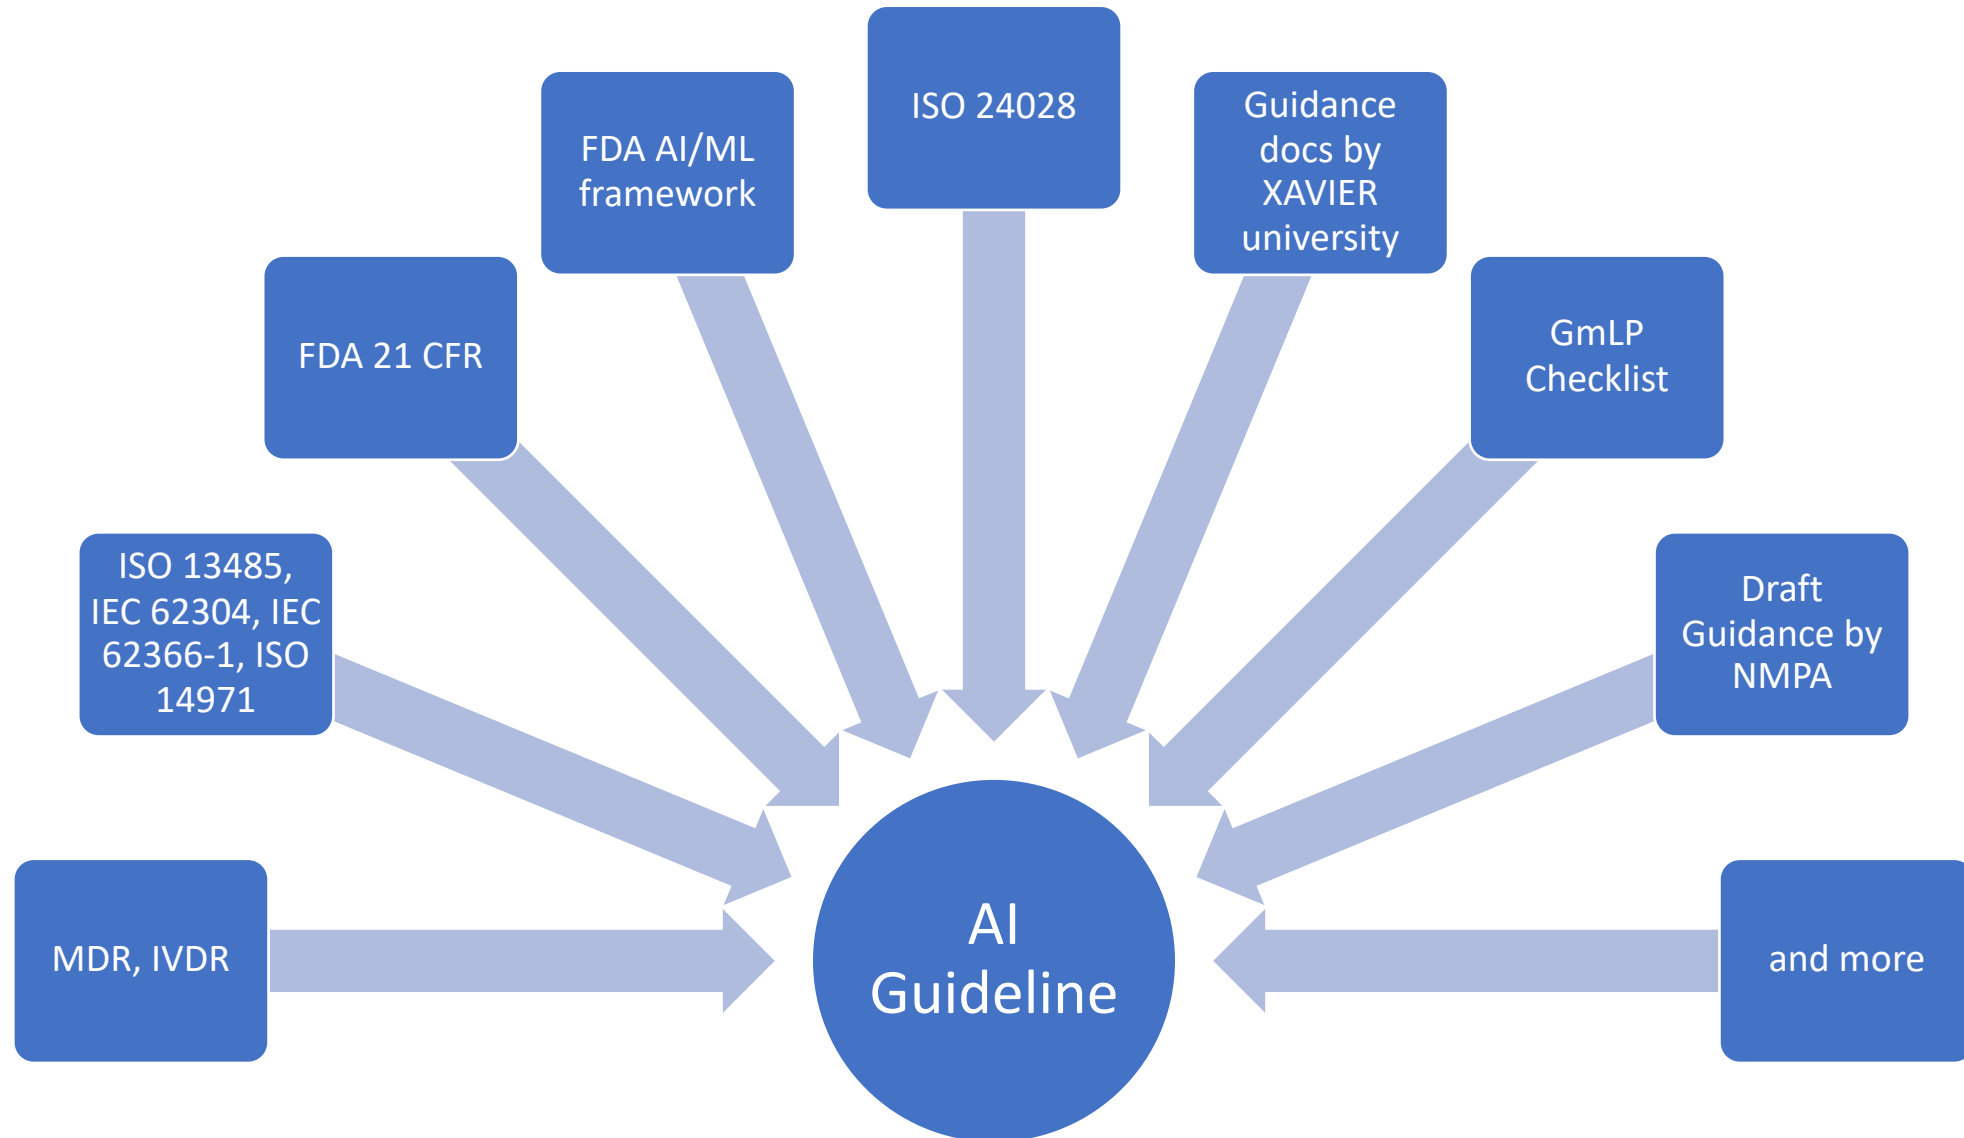 ISO 24028
Guidance
docs by
XAVIER
university
FDA AI/ML
framework
FDA 21 CFR
GmLP
Checklist
ISO 13485,
IEC 62304, IEC
62366-1, ISO
14971
Draft
Guidance by
NMPA
MDR, IVDR
AI
Guideline
and more